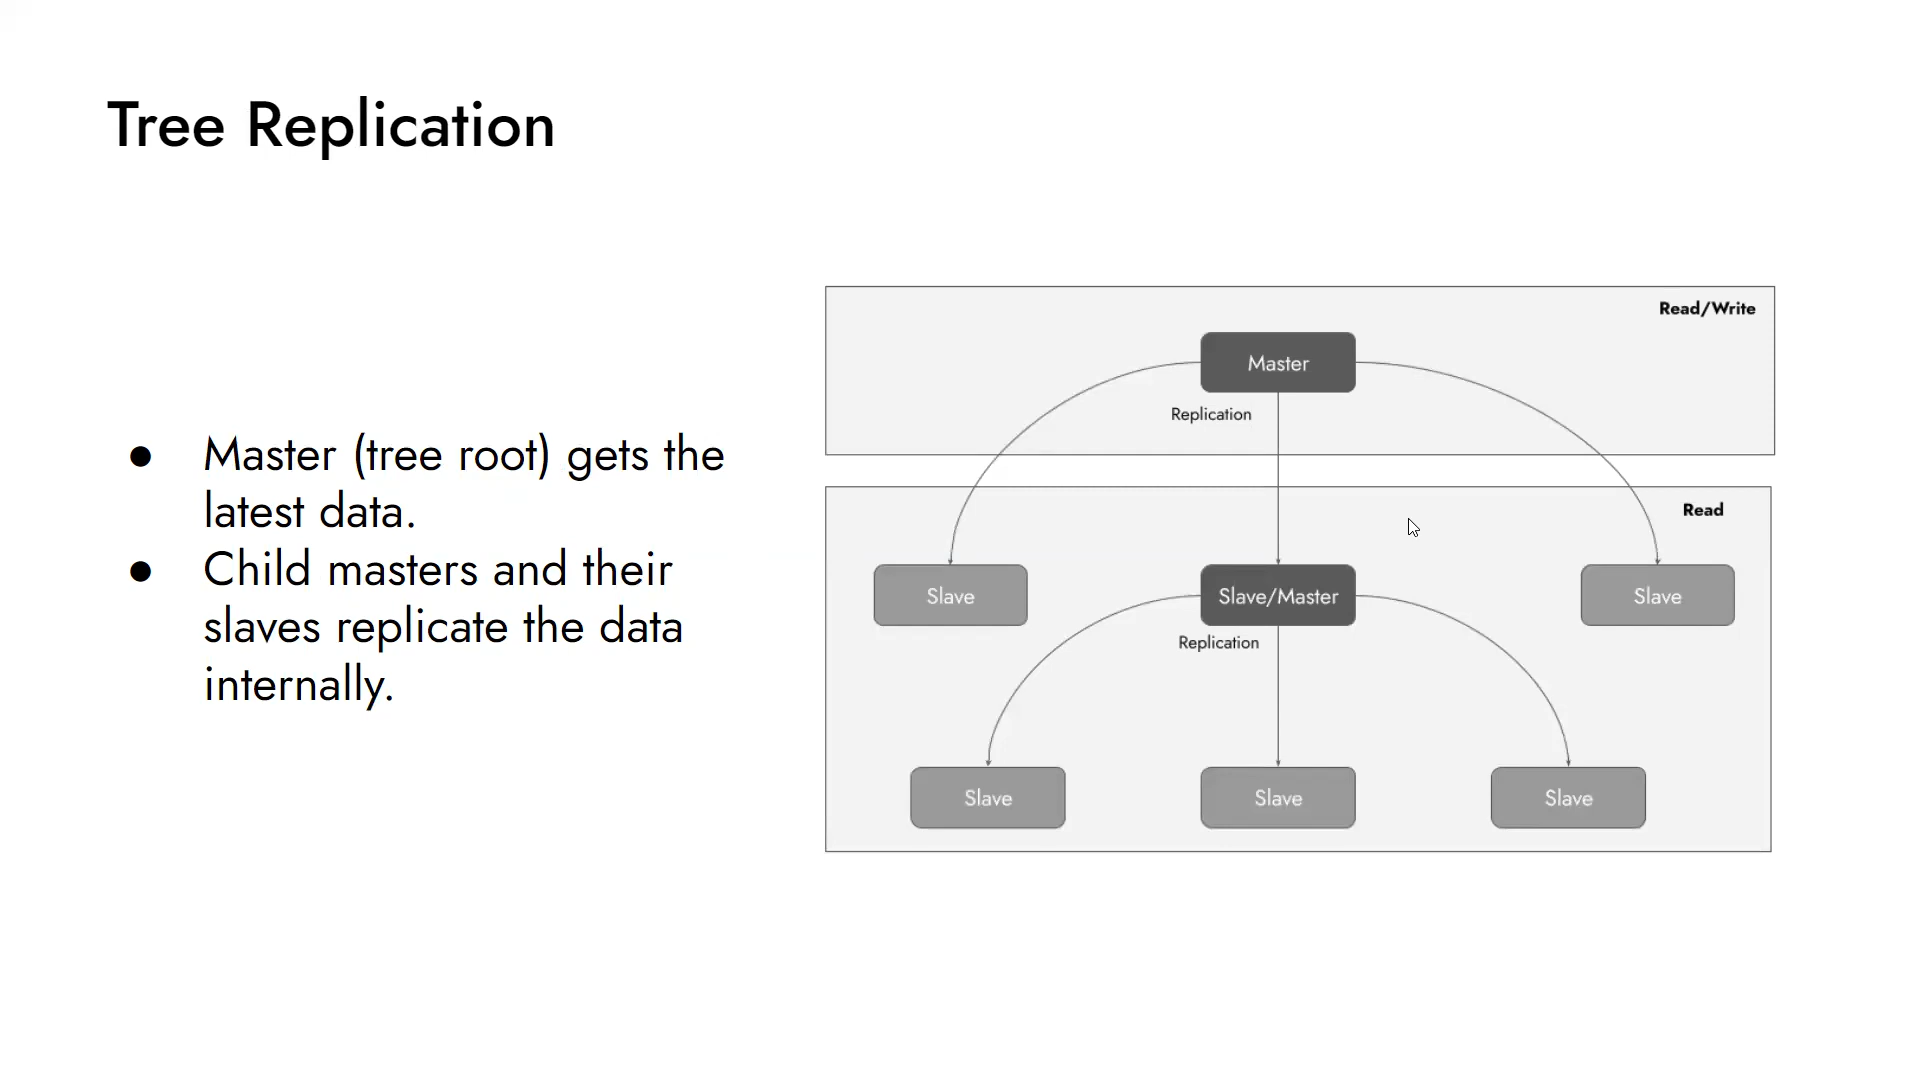 Tree Replication
● Master (tree root) gets the
latest data.
● Child masters and their
slaves replicate the data
internally.
Read/Write
Master
Replication
Read
Slave
Slave/Master
Slave
Replication
Slave
Slave
Slave